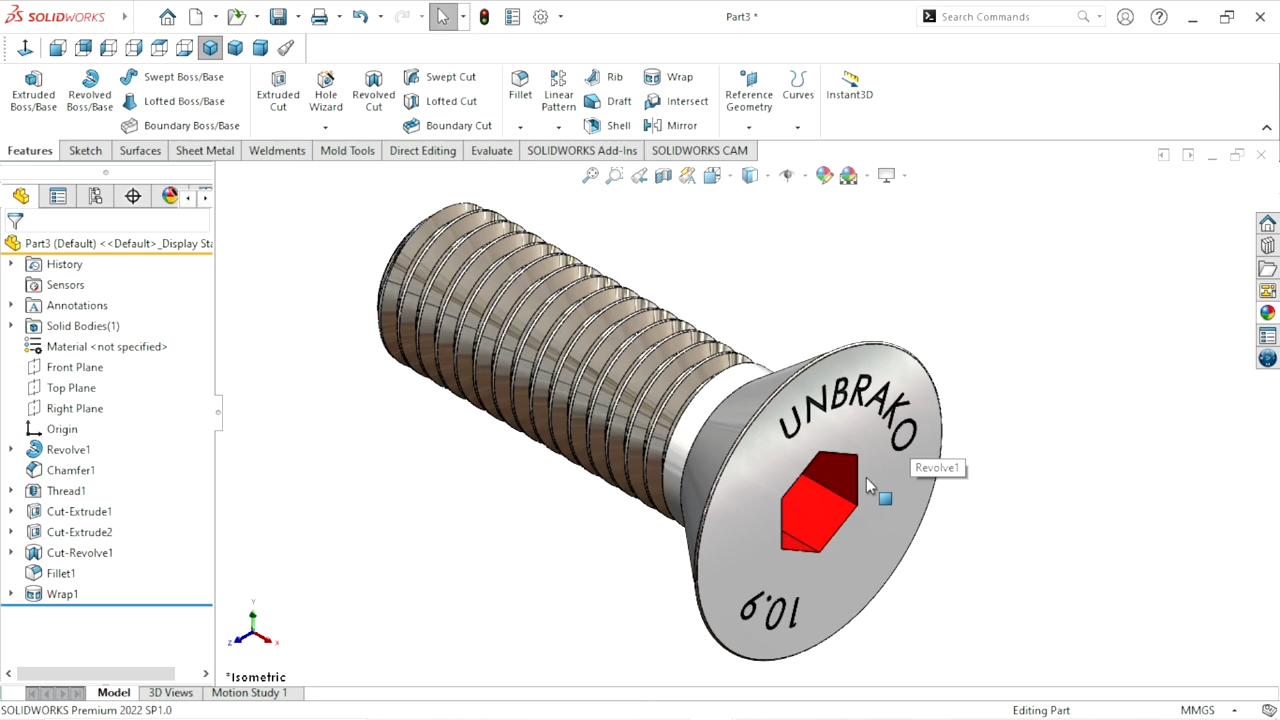 SOLIDWORKS
Part3 *
Search Commands
Extruded Boss/Base
Revolved Boss/Base
Swept Boss/Base
Lofted Boss/Base
Boundary Boss/Base
Extruded Cut
Hole Wizard
Revolved Cut
Swept Cut
Lofted Cut
Boundary Cut
Fillet
Linear Pattern
Rib
Draft
Shell
Wrap
Intersect
Mirror
Reference Geometry
Curves
Instant3D
Features
Sketch
Surfaces
Sheet Metal
Weldments
Mold Tools
Direct Editing
Evaluate
SOLIDWORKS Add-Ins
SOLIDWORKS CAM
Part3 (Default) <<Default>_Display Sta
History
Sensors
Annotations
Solid Bodies(1)
Material <not specified>
Front Plane
Top Plane
Right Plane
Origin
Revolve1
Chamfer1
Thread1
Cut-Extrude1
Cut-Extrude2
Cut-Revolve1
Fillet1
Wrap1
UNBRAKO
Revolve1
10.9
Y
Z
X
*Isometric
Model
3D Views
Motion Study 1
SOLIDWORKS Premium 2022 SP1.0
Editing Part
MMGS